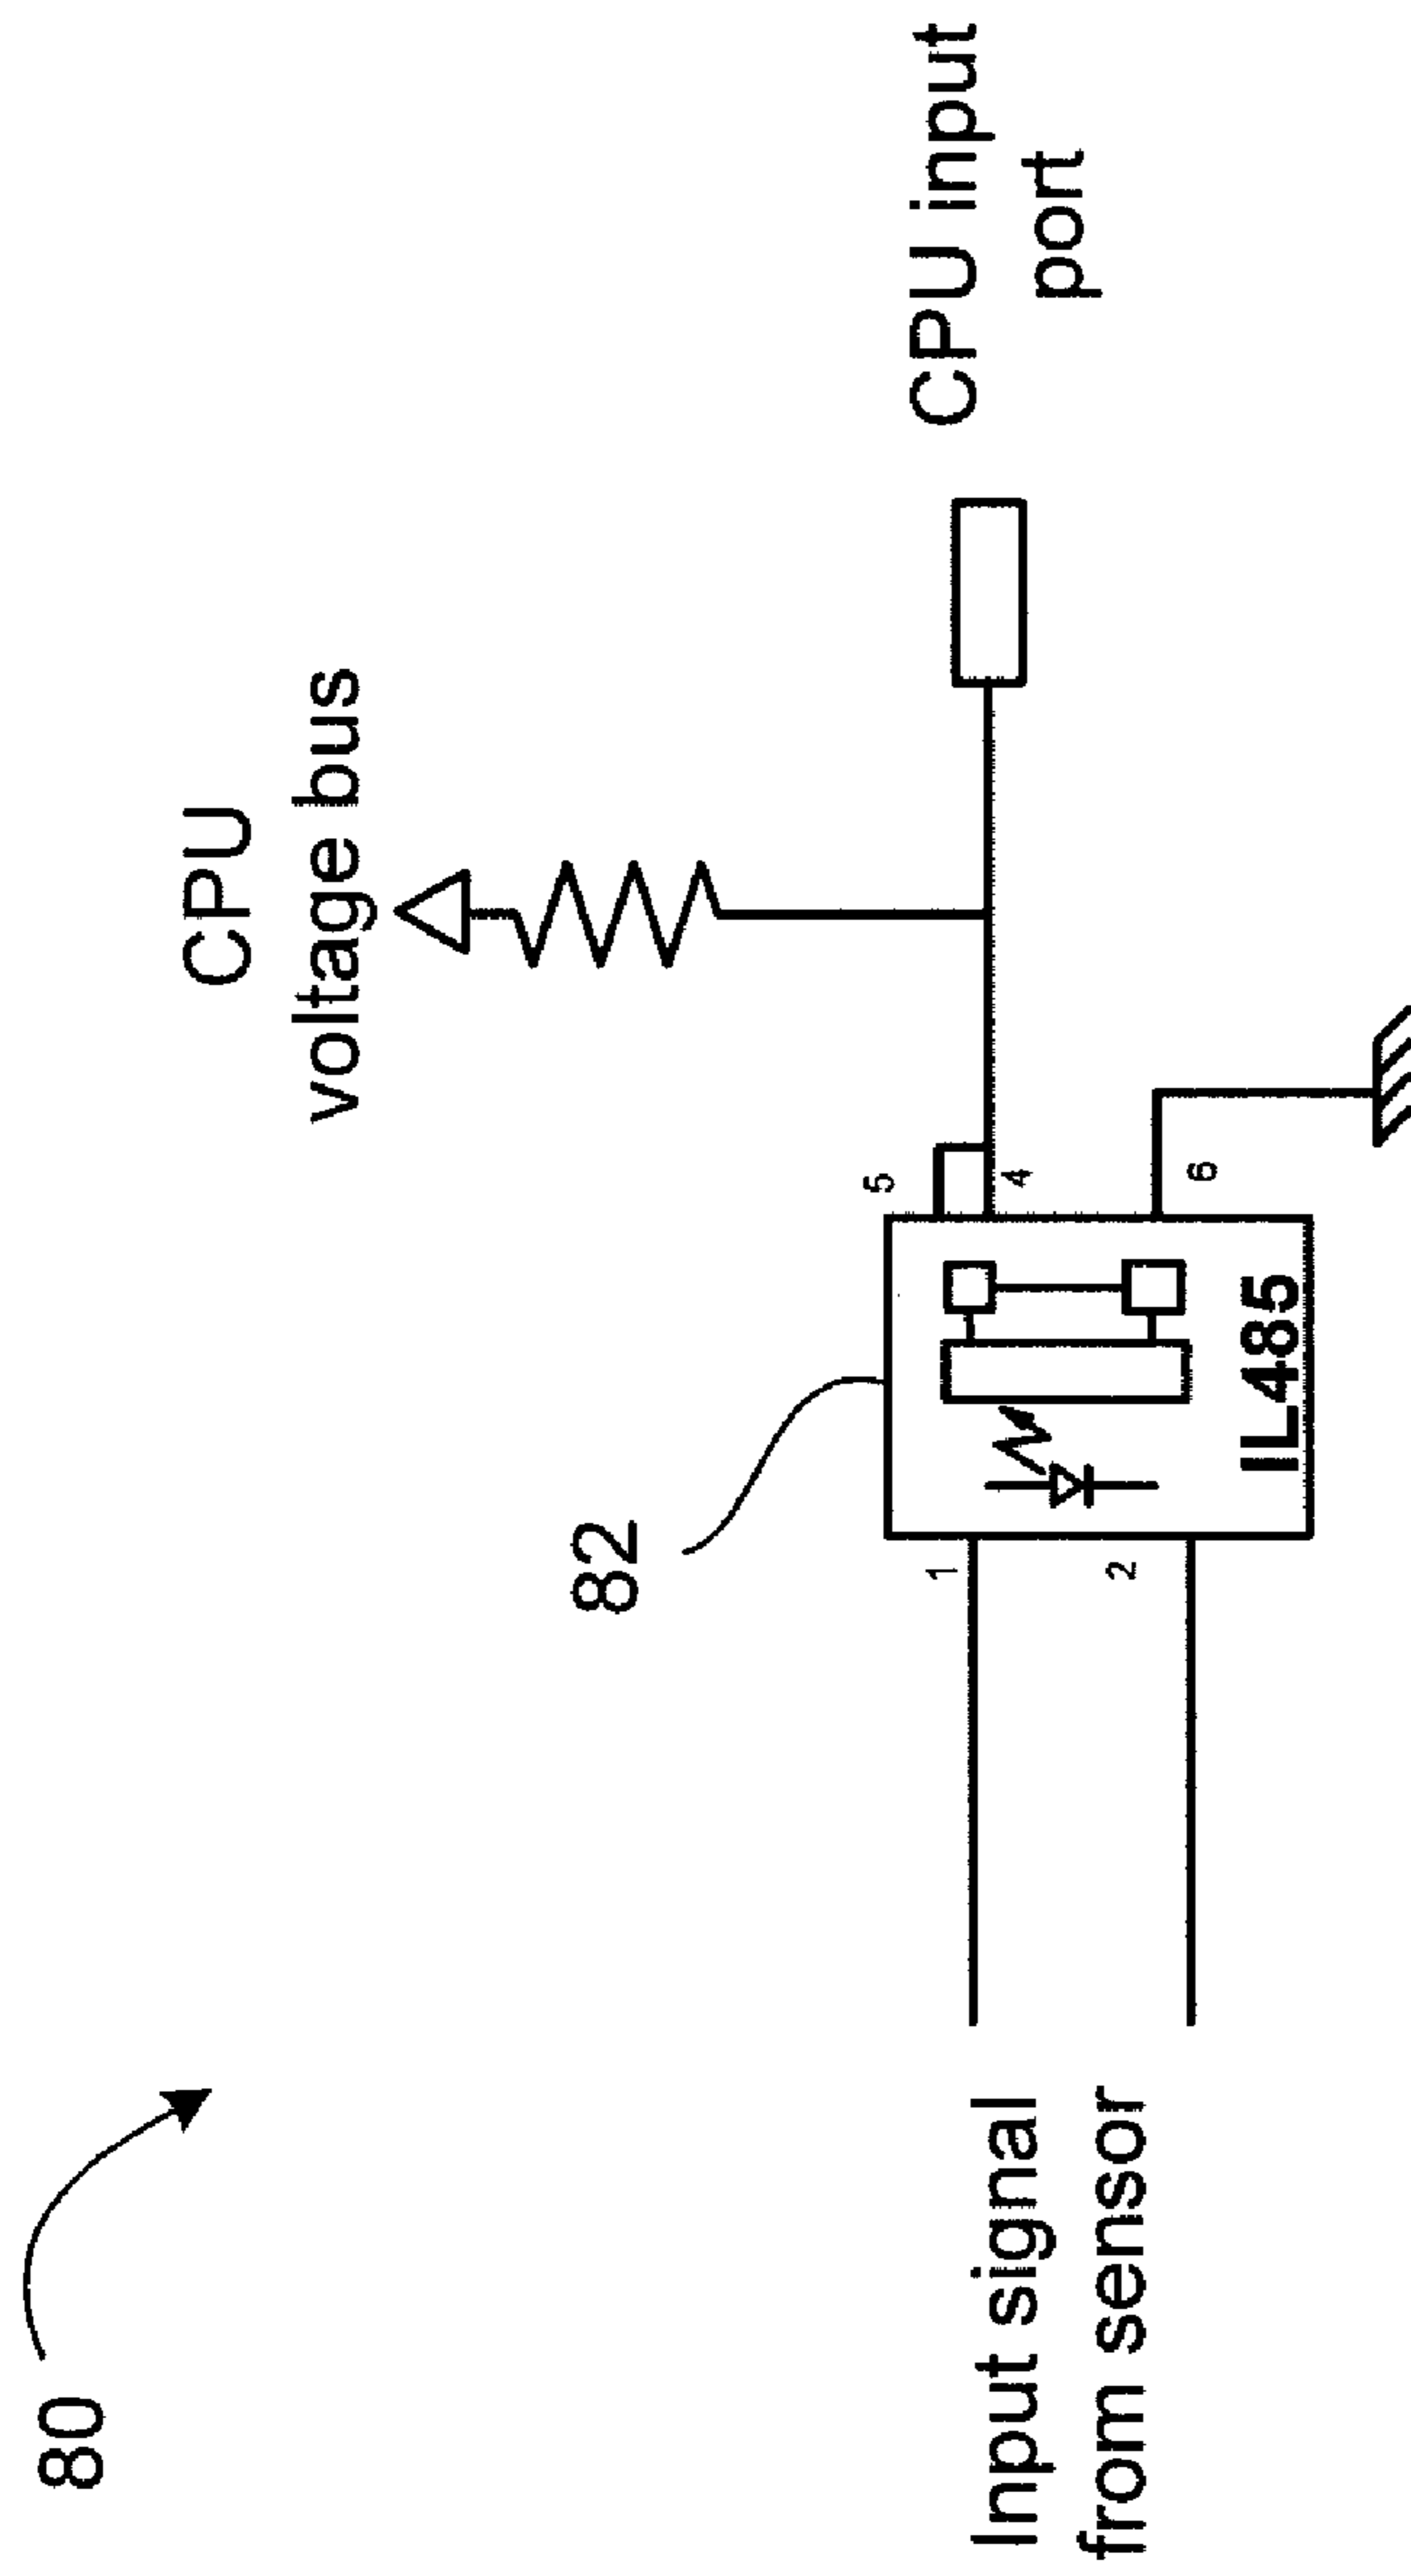 80
CPU
voltage bus
82
CPU input
port
5
4
6
1
2
IL485
Input signal
from sensor